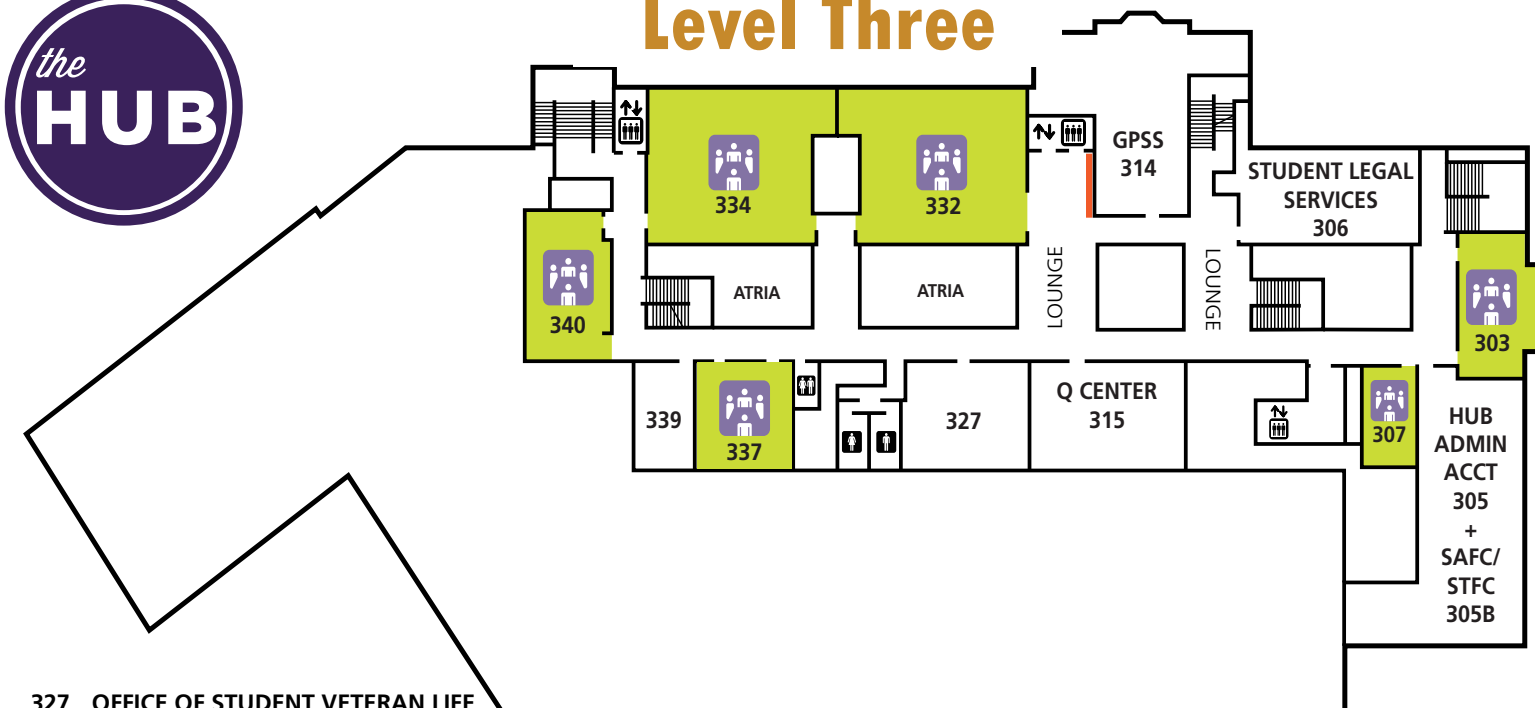 the
HUB
Level Three
GPSS
314
STUDENT LEGAL
SERVICES
306
334
332
LOUNGE
LOUNGE
ATRIA
ATRIA
340
303
339
337
327
Q CENTER
315
307
HUB
ADMIN
ACCT
305
+
SAFC/
STFC
305B
327 OFFICE OF STUDENT VETERAN LIFE